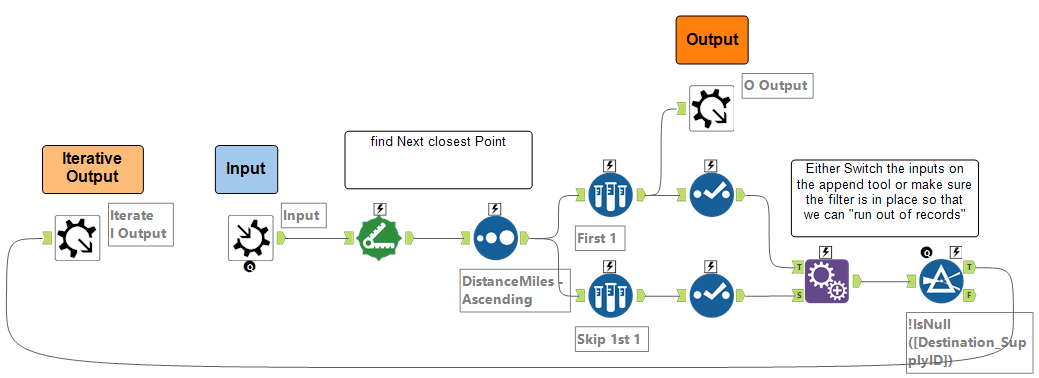 Output
O Output
Iterative
Output
Input
find Next closest Point
Either Switch the inputs on
the append tool or make sure
the filter is in place so that
we can "run out of records"
Iterate
I Output
Input
First 1
DistanceMiles -
Ascending
Skip 1st 1
Q
Q
T
S
T
F
!IsNull
([Destination_Sup
plyID])